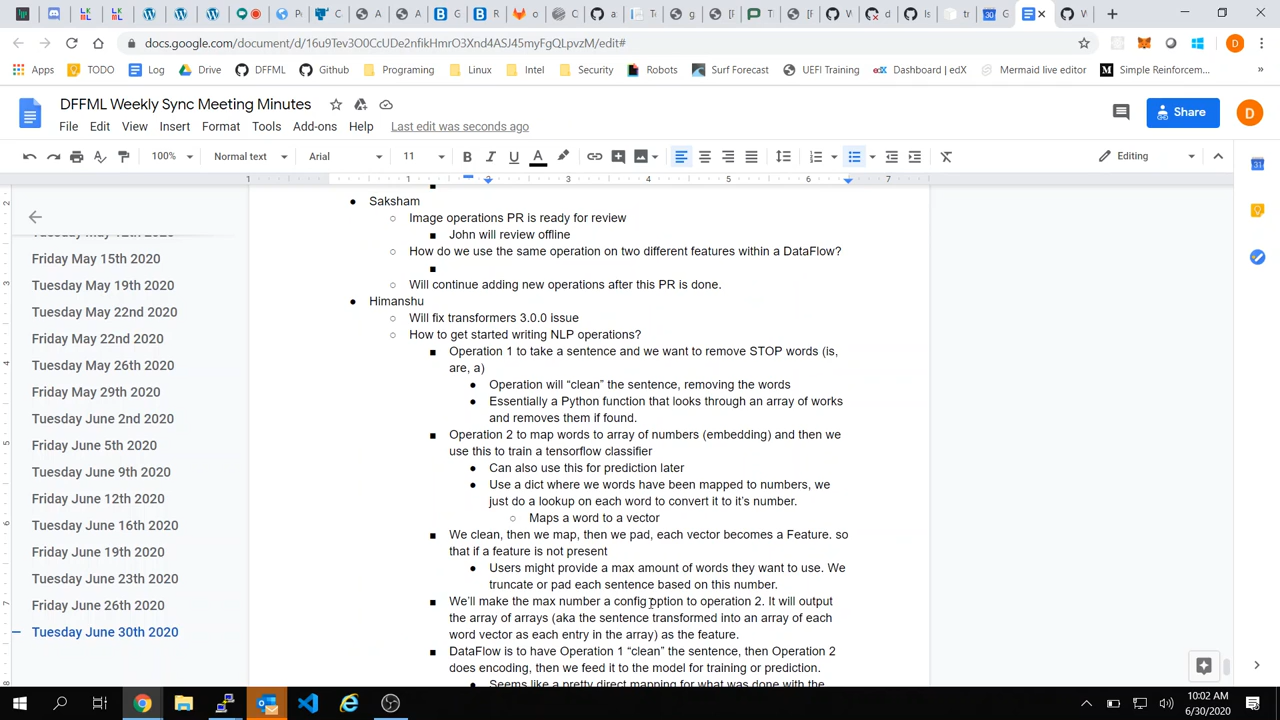 docs.google.com/document/d/16u9Tev3O0CcUDe2nfikHmrO3Xnd4ASJ45myFgQLpvzM/edit#
Apps TODO Log Drive DFFML Github Programing Linux Intel Security Robots Surf Forecast UEFI Training Dashboard | edX Mermaid live editor Simple Reinforcem...
DFFML Weekly Sync Meeting Minutes
File Edit View Insert Format Tools Add-ons Help Last edit was seconds ago
Share
D
100% Normal text Arial 11 Editing
1 1 2 3 4 5 6 7
Friday May 15th 2020
Tuesday May 19th 2020
Tuesday May 22nd 2020
Friday May 22nd 2020
Tuesday May 26th 2020
Friday May 29th 2020
Tuesday June 2nd 2020
Friday June 5th 2020
Tuesday June 9th 2020
Friday June 12th 2020
Tuesday June 16th 2020
Friday June 19th 2020
Tuesday June 23rd 2020
Friday June 26th 2020
Tuesday June 30th 2020
Saksham
Image operations PR is ready for review
John will review offline
How do we use the same operation on two different features within a DataFlow?
Will continue adding new operations after this PR is done.
Himanshu
Will fix transformers 3.0.0 issue
How to get started writing NLP operations?
Operation 1 to take a sentence and we want to remove STOP words (is,
are, a)
Operation will “clean” the sentence, removing the words
Essentially a Python function that looks through an array of works
and removes them if found.
Operation 2 to map words to array of numbers (embedding) and then we
use this to train a tensorflow classifier
Can also use this for prediction later
Use a dict where we words have been mapped to numbers, we
just do a lookup on each word to convert it to it’s number.
Maps a word to a vector
We clean, then we map, then we pad, each vector becomes a Feature. so
that if a feature is not present
Users might provide a max amount of words they want to use. We
truncate or pad each sentence based on this number.
We’ll make the max number a config option to operation 2. It will output
the array of arrays (aka the sentence transformed into an array of each
word vector as each entry in the array) as the feature.
DataFlow is to have Operation 1 “clean” the sentence, then Operation 2
does encoding, then we feed it to the model for training or prediction.
Seems like a pretty direct mapping for what was done with the
10:02 AM
6/30/2020